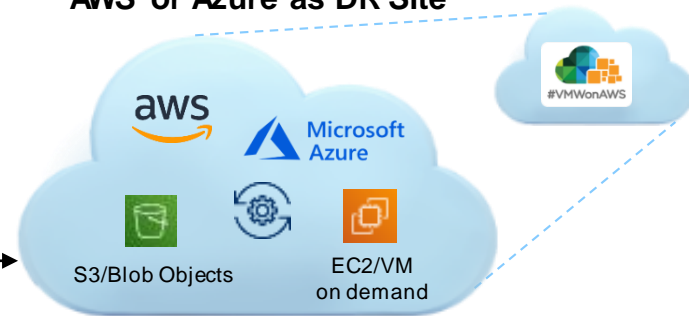 AWS or Azure as DR Site
#VMWonAWS
aws
Microsoft
Azure
S3/Blob Objects
EC2/VM
on demand